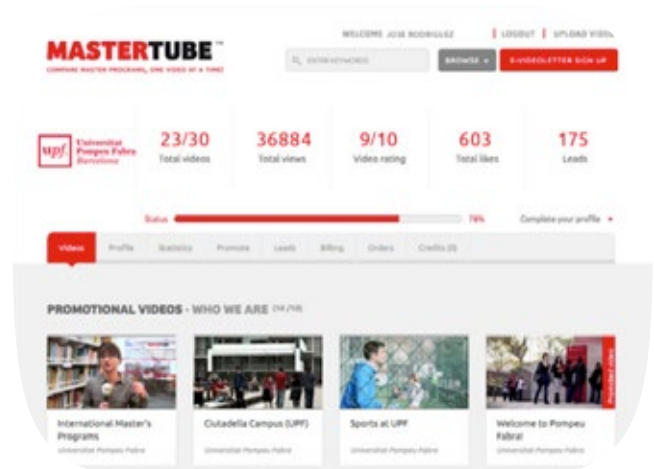 WELCOME JOSE RODRIGUEZ | LOGOUT | UPLOAD VIDEO
MASTERTUBE™
COMPARE MASTER PROGRAMS, ONE VIDEO AT A TIME!
ENTER KEYWORDS
BROWSE
E-VIDEOLETTER SIGN UP
upf. Universitat
Pompeu Fabra
Barcelona
23/30 36884 9/10 603 175
Total videos Total views Video rating Total likes Leads
Status 78% Complete your profile
Videos Profile Statistics Promote Leads Billing Orders Credits (0)
PROMOTIONAL VIDEOS - WHO WE ARE
Promoted video
International Master's
Programs
Universitat Pompeu Fabra
Ciutadella Campus (UPF)
Universitat Pompeu Fabra
Sports at UPF
Universitat Pompeu Fabra
Welcome to Pompeu
Fabra!
Universitat Pompeu Fabra